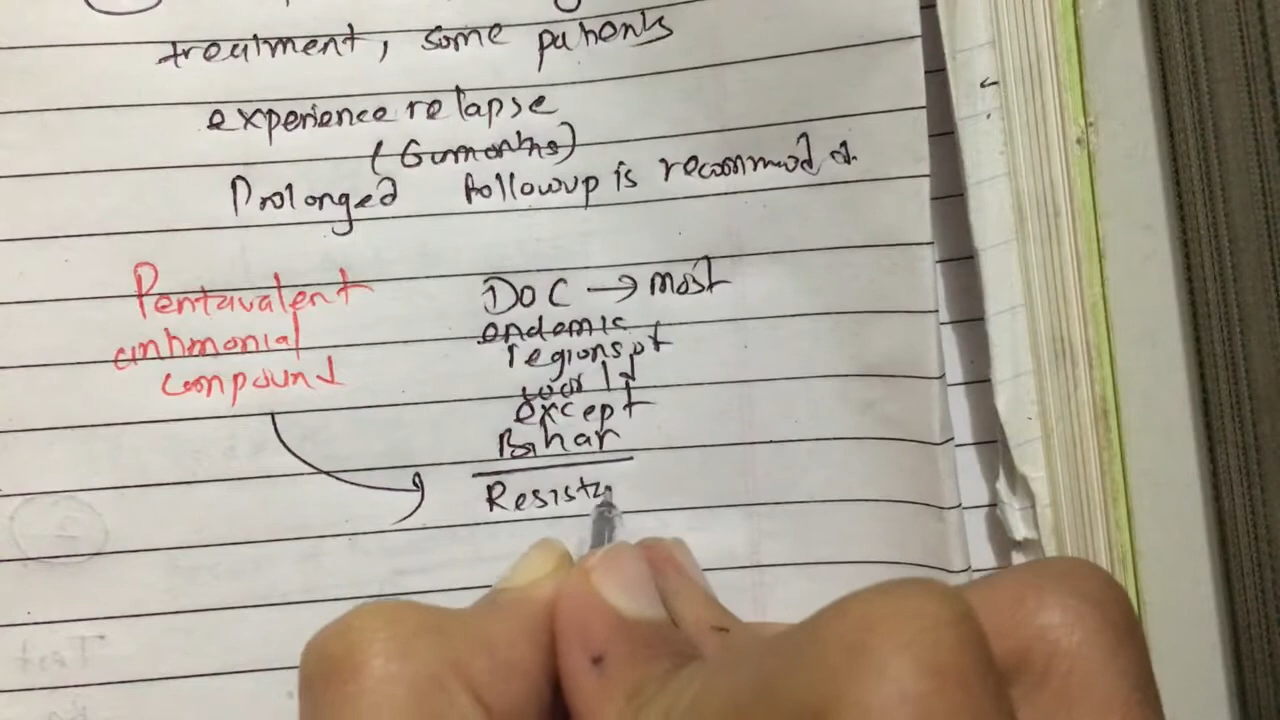 treatment, some patients
experience relapse
(6 months)
Prolonged followup is recommended.
Pentavalent
antimonial
compound
DOC → most
endemic
regions of
world
except
Bihar
Resista